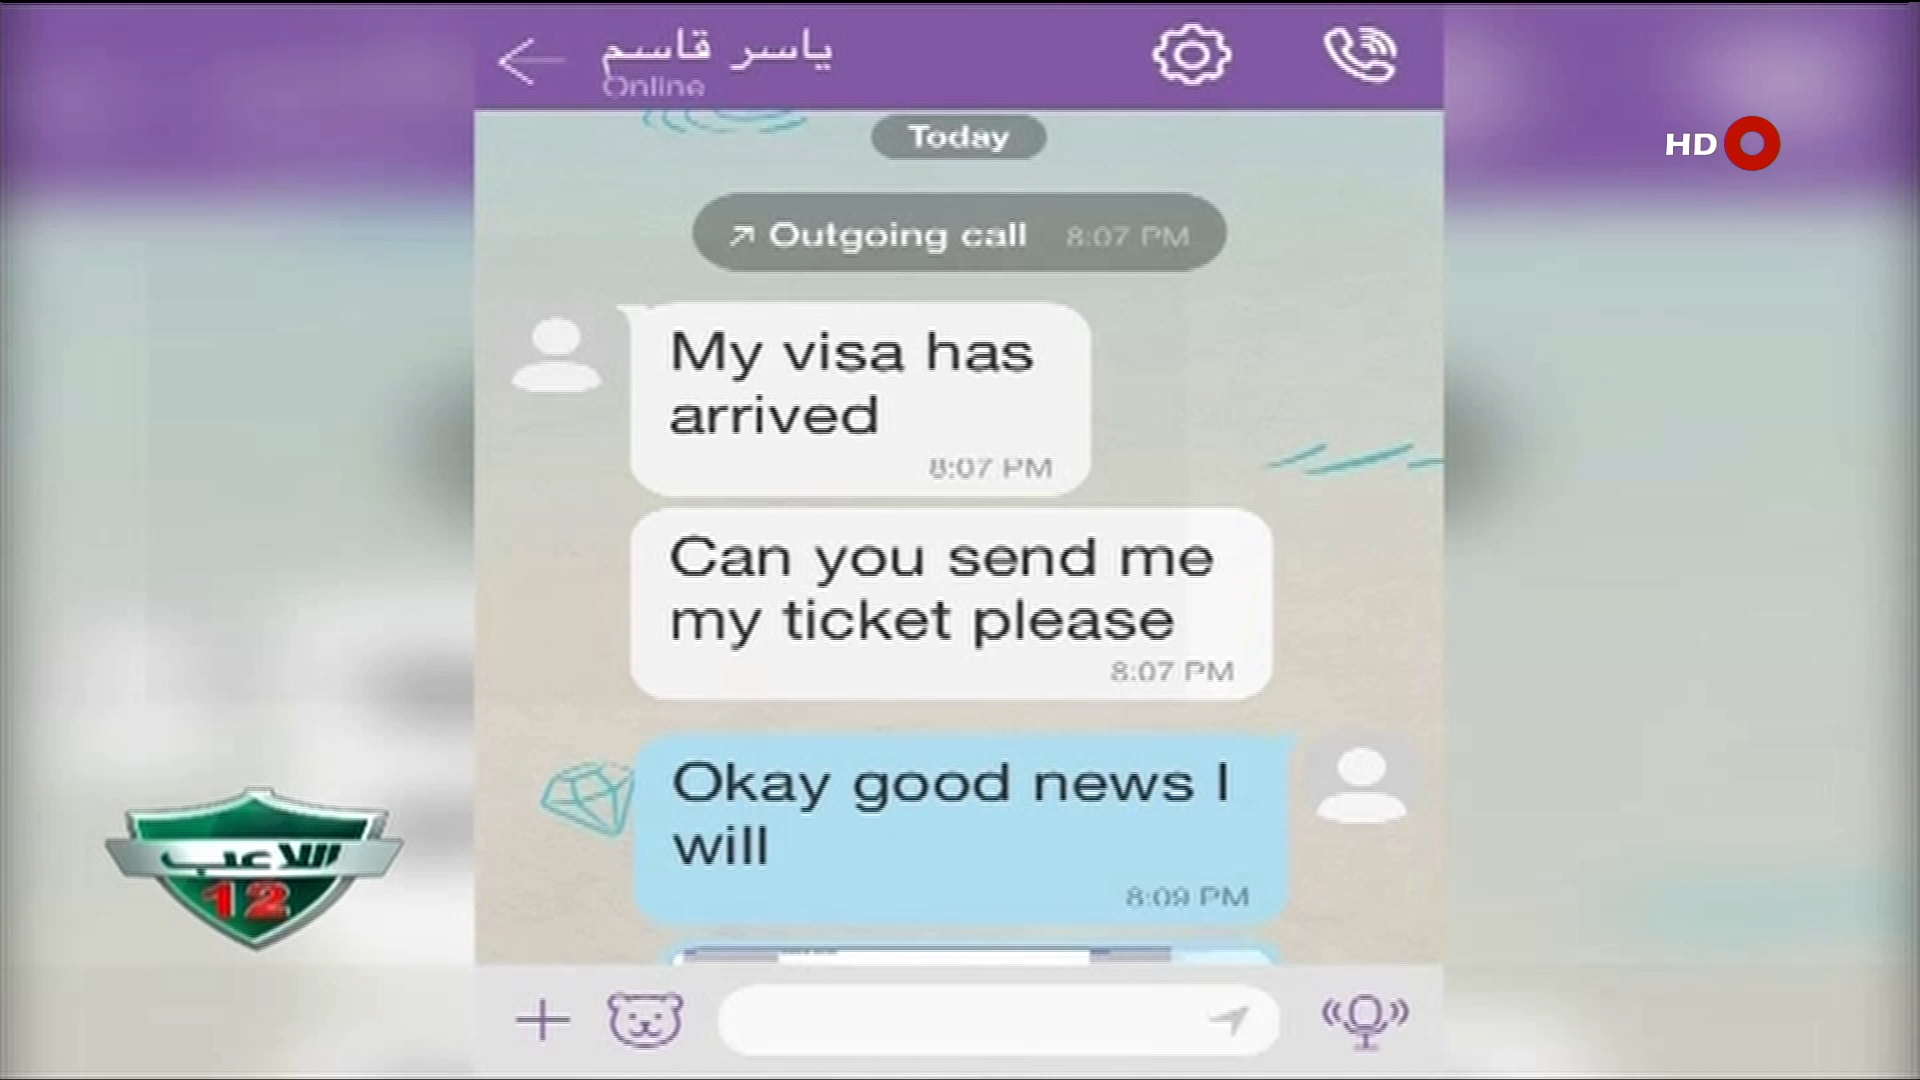 ياسر قاسم
Online
HD
Today
Outgoing call 8:07 PM
My visa has
arrived
8:07 PM
Can you send me
my ticket please
8:07 PM
Okay good news I
will
8:09 PM
اللاعب
12